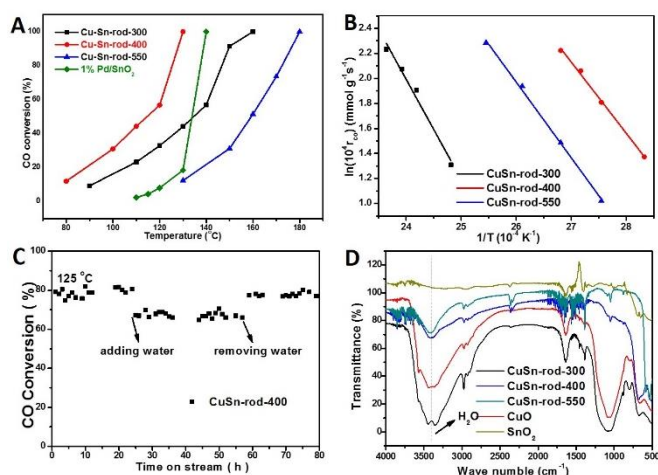 A
Cu-Sn-rod-300
Cu-Sn-rod-400
Cu-Sn-rod-550
1% Pd/SnO2
CO conversion (%)
100
80
60
40
20
0
80 100 120 140 160 180
Temperature (°C)
B
ln(10⁴rco) (mmol g⁻¹s⁻¹)
2.4
2.2
2.0
1.8
1.6
1.4
1.2
1.0
CuSn-rod-300
CuSn-rod-400
CuSn-rod-550
24 25 26 27 28
1/T (10⁻⁴ K⁻¹)
C
125 °C
CO Conversion (%)
100
80
60
40
20
0
adding water
removing water
CuSn-rod-400
0 10 20 30 40 50 60 70 80
Time on stream ( h )
D
Transmittance (%)
120
100
80
60
40
20
0
CuSn-rod-300
CuSn-rod-400
CuSn-rod-550
CuO
SnO2
H2O
4000 3500 3000 2500 2000 1500 1000 500
Wave numble (cm⁻¹)